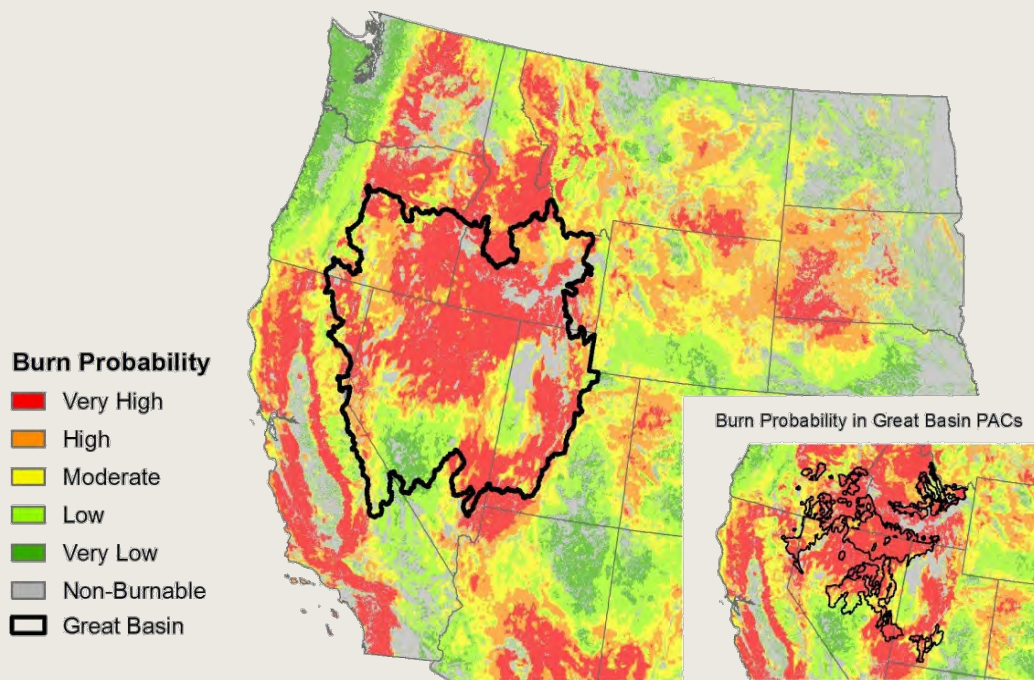 Burn Probability
Very High
High
Moderate
Low
Very Low
Non-Burnable
Great Basin
Burn Probability in Great Basin PACs